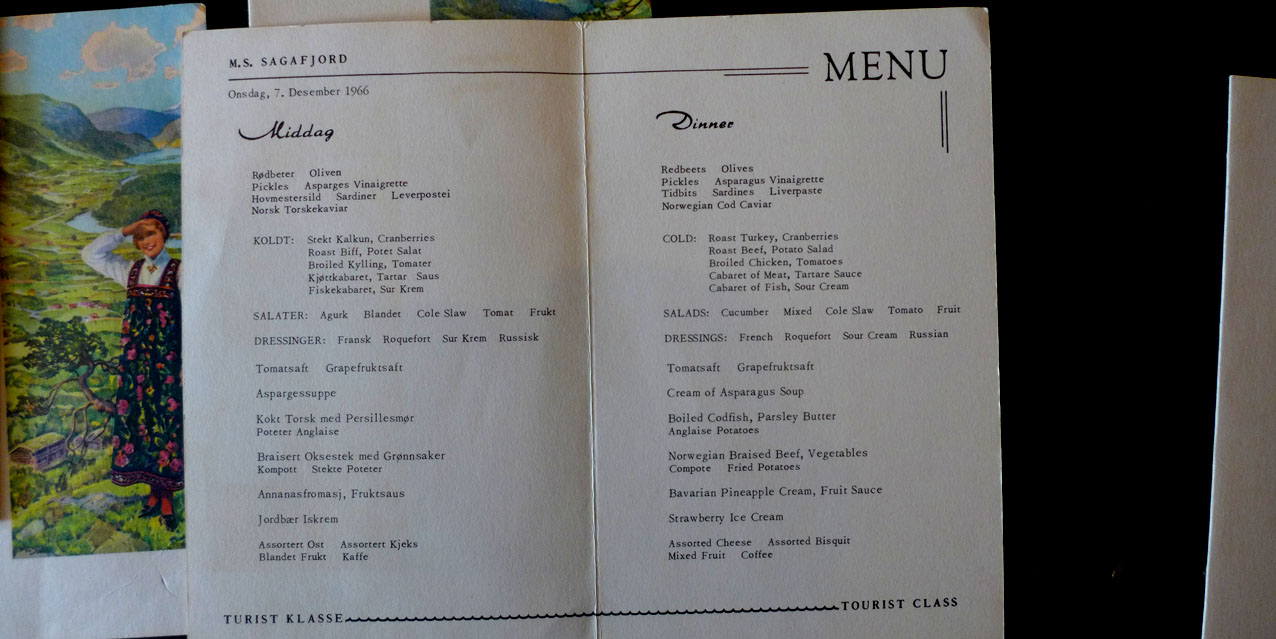 M.S. SAGAFJORD
Onsdag, 7. Desember 1966
Middag
Rødbeter Oliven
Pickles Asparges Vinaigrette
Hovmestersild Sardiner Leverpostei
Norsk Torskekaviar
KOLDT: Stekt Kalkun, Cranberries
Roast Biff, Potet Salat
Broiled Kylling, Tomater
Kjøttkabaret, Tartar Saus
Fiskekabaret, Sur Krem
SALATER: Agurk Blandet Cole Slaw Tomat Frukt
DRESSINGER: Fransk Roquefort Sur Krem Russisk
Tomatsaft Grapefruktsaft
Aspargessuppe
Kokt Torsk med Persillesmør
Poteter Anglaise
Braisert Oksestek med Grønnsaker
Kompott Stekte Poteter
Annanasfromasj, Fruktsaus
Jordbær Iskrem
Assortert Ost Assortert Kjeks
Blandet Frukt Kaffe
TURIST KLASSE
MENU
Dinner
Redbeets Olives
Pickles Asparagus Vinaigrette
Tidbits Sardines Liverpaste
Norwegian Cod Caviar
COLD: Roast Turkey, Cranberries
Roast Beef, Potato Salad
Broiled Chicken, Tomatoes
Cabaret of Meat, Tartare Sauce
Cabaret of Fish, Sour Cream
SALADS: Cucumber Mixed Cole Slaw Tomato Fruit
DRESSINGS: French Roquefort Sour Cream Russian
Tomatsaft Grapefruktsaft
Cream of Asparagus Soup
Boiled Codfish, Parsley Butter
Anglaise Potatoes
Norwegian Braised Beef, Vegetables
Compote Fried Potatoes
Bavarian Pineapple Cream, Fruit Sauce
Strawberry Ice Cream
Assorted Cheese Assorted Bisquit
Mixed Fruit Coffee
TOURIST CLASS